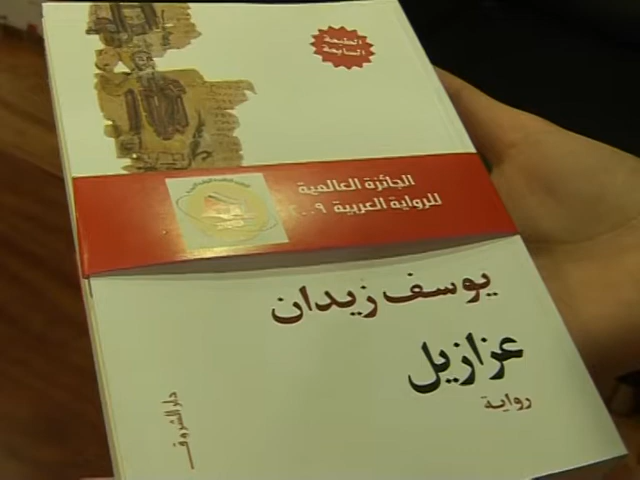 الطبعة
السابعة
الجائزة العالمية
للرواية العربية ٢٠٠٩
يوسف زيدان
عزازيل
رواية
دار الشروق